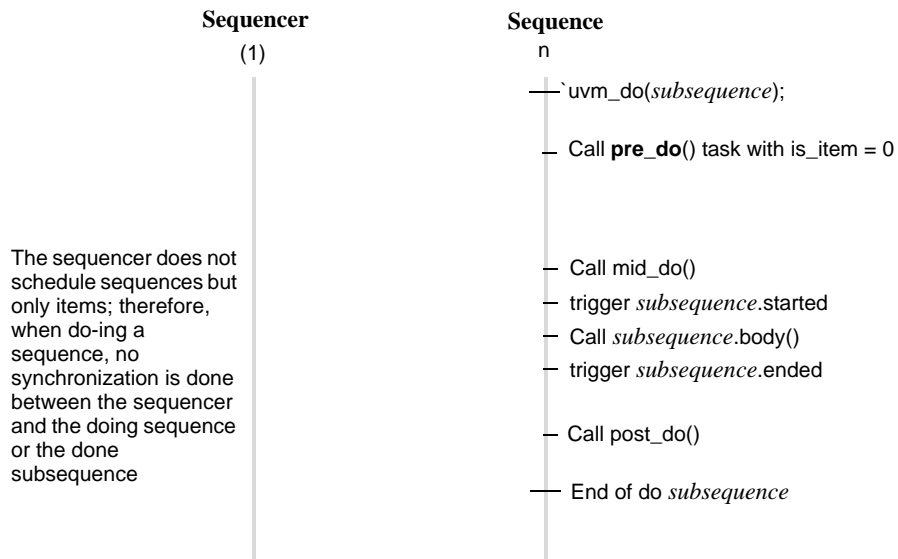 Sequencer
(1)
Sequence
n
`uvm_do(subsequence);
Call pre_do() task with is_item = 0
The sequencer does not
schedule sequences but
only items; therefore,
when do-ing a
sequence, no
synchronization is done
between the sequencer
and the doing sequence
or the done
subsequence
Call mid_do()
trigger subsequence.started
Call subsequence.body()
trigger subsequence.ended
Call post_do()
End of do subsequence